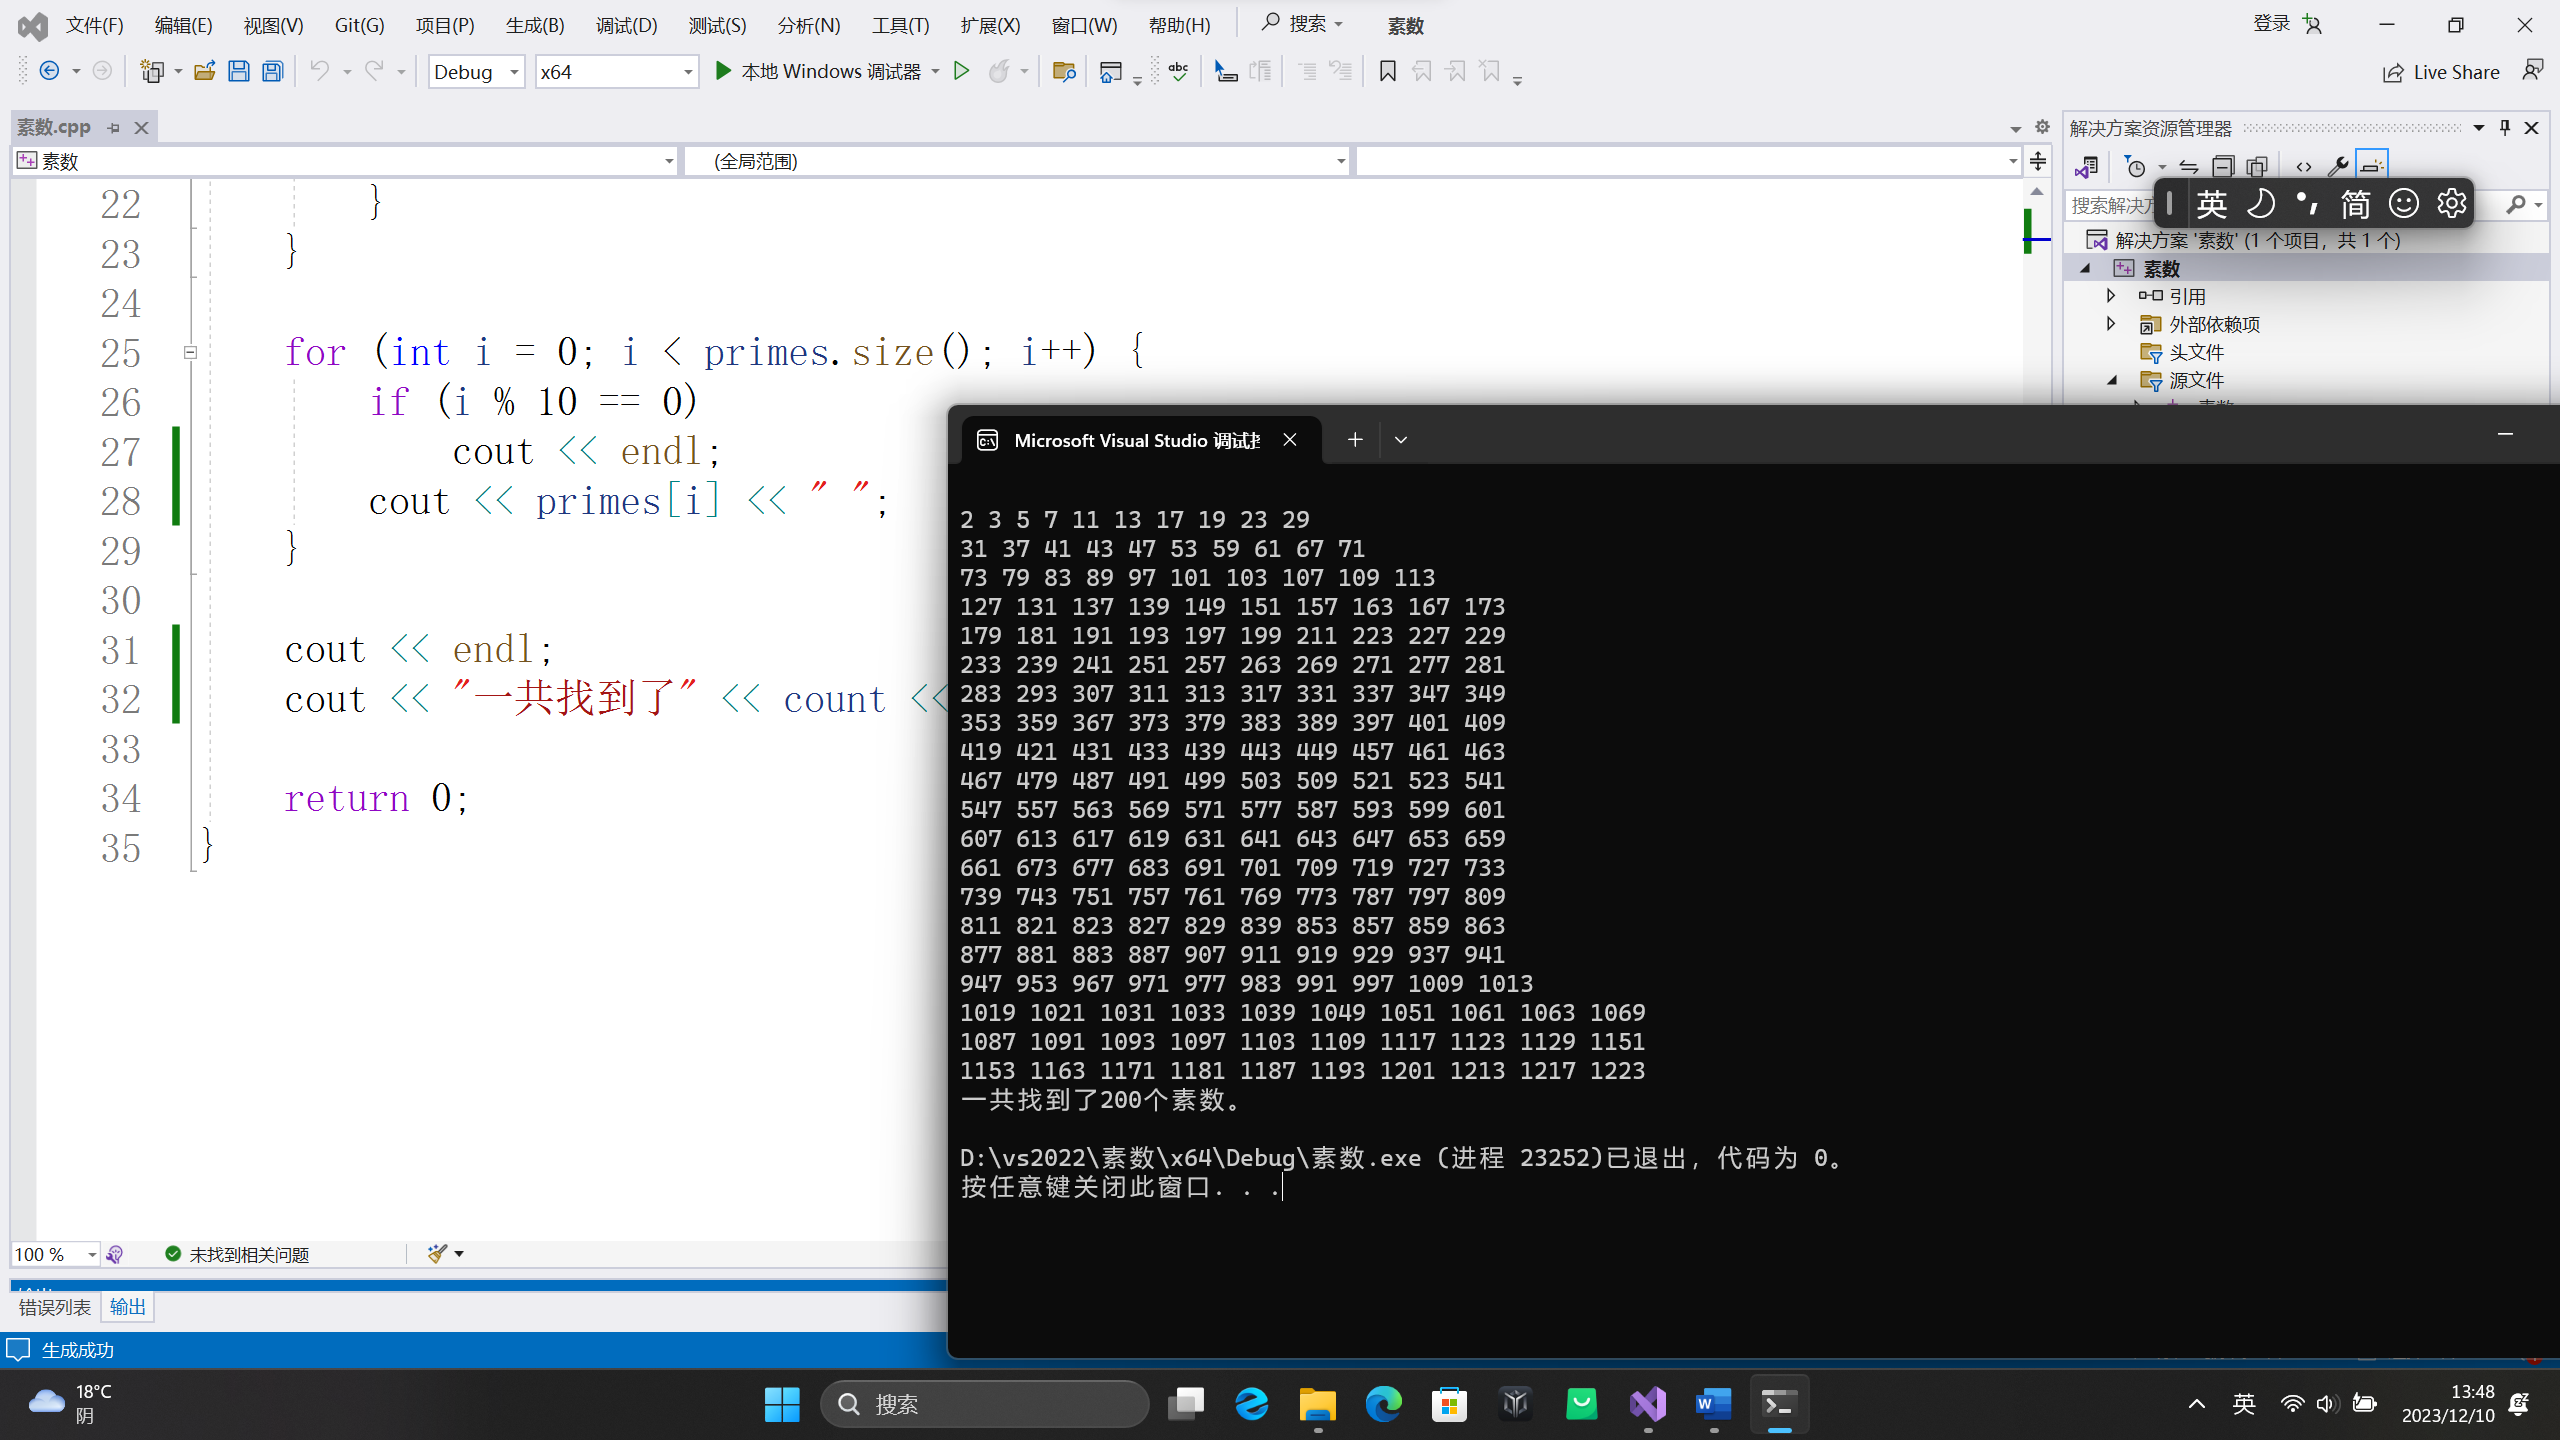 文件(F) 编辑(E) 视图(V) Git(G) 项目(P) 生成(B) 调试(D) 测试(S) 分析(N) 工具(T) 扩展(X) 窗口(W) 帮助(H) 搜索 素数 登录
Debug x64 本地 Windows 调试器 Live Share
素数.cpp
素数 (全局范围)
解决方案资源管理器
搜索解决方
英 简
解决方案 '素数' (1 个项目，共 1 个)
素数
引用
外部依赖项
头文件
源文件
22 }
23 }
24
25 for (int i = 0; i < primes.size(); i++) {
26 if (i % 10 == 0)
27 cout << endl;
28 cout << primes[i] << " ";
29 }
30
31 cout << endl;
32 cout << "一共找到了" << count <<
33
34 return 0;
35 }
Microsoft Visual Studio 调试
2 3 5 7 11 13 17 19 23 29
31 37 41 43 47 53 59 61 67 71
73 79 83 89 97 101 103 107 109 113
127 131 137 139 149 151 157 163 167 173
179 181 191 193 197 199 211 223 227 229
233 239 241 251 257 263 269 271 277 281
283 293 307 311 313 317 331 337 347 349
353 359 367 373 379 383 389 397 401 409
419 421 431 433 439 443 449 457 461 463
467 479 487 491 499 503 509 521 523 541
547 557 563 569 571 577 587 593 599 601
607 613 617 619 631 641 643 647 653 659
661 673 677 683 691 701 709 719 727 733
739 743 751 757 761 769 773 787 797 809
811 821 823 827 829 839 853 857 859 863
877 881 883 887 907 911 919 929 937 941
947 953 967 971 977 983 991 997 1009 1013
1019 1021 1031 1033 1039 1049 1051 1061 1063 1069
1087 1091 1093 1097 1103 1109 1117 1123 1129 1151
1153 1163 1171 1181 1187 1193 1201 1213 1217 1223
一共找到了200个素数。
D:\vs2022\素数\x64\Debug\素数.exe (进程 23252)已退出，代码为 0。
按任意键关闭此窗口. . .
100 % 未找到相关问题
错误列表 输出
生成成功
18°C
阴
搜索
英
13:48
2023/12/10